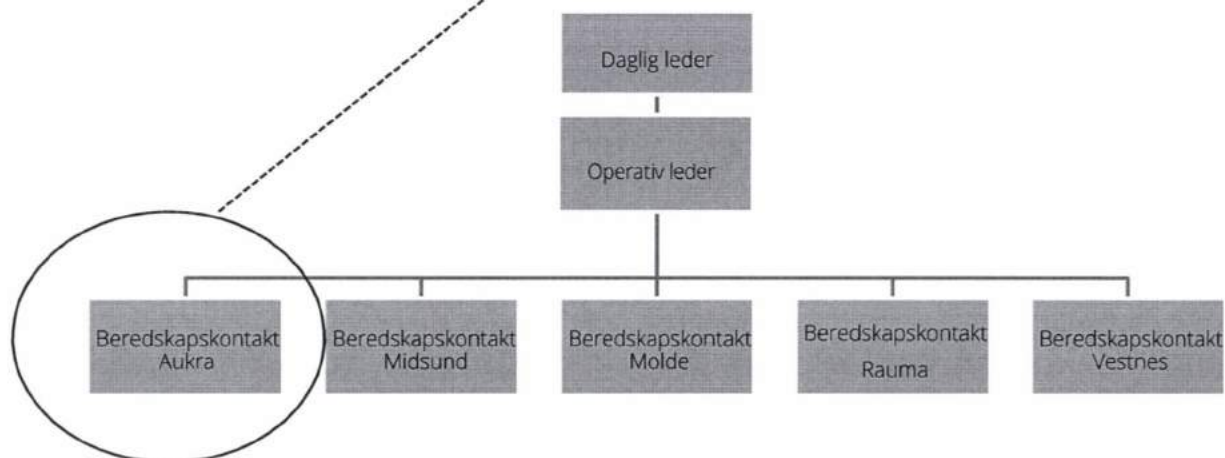 Daglig leder
Operativ leder
Beredskapskontakt
Aukra
Beredskapskontakt
Midsund
Beredskapskontakt
Molde
Beredskapskontakt
Rauma
Beredskapskontakt
Vestnes